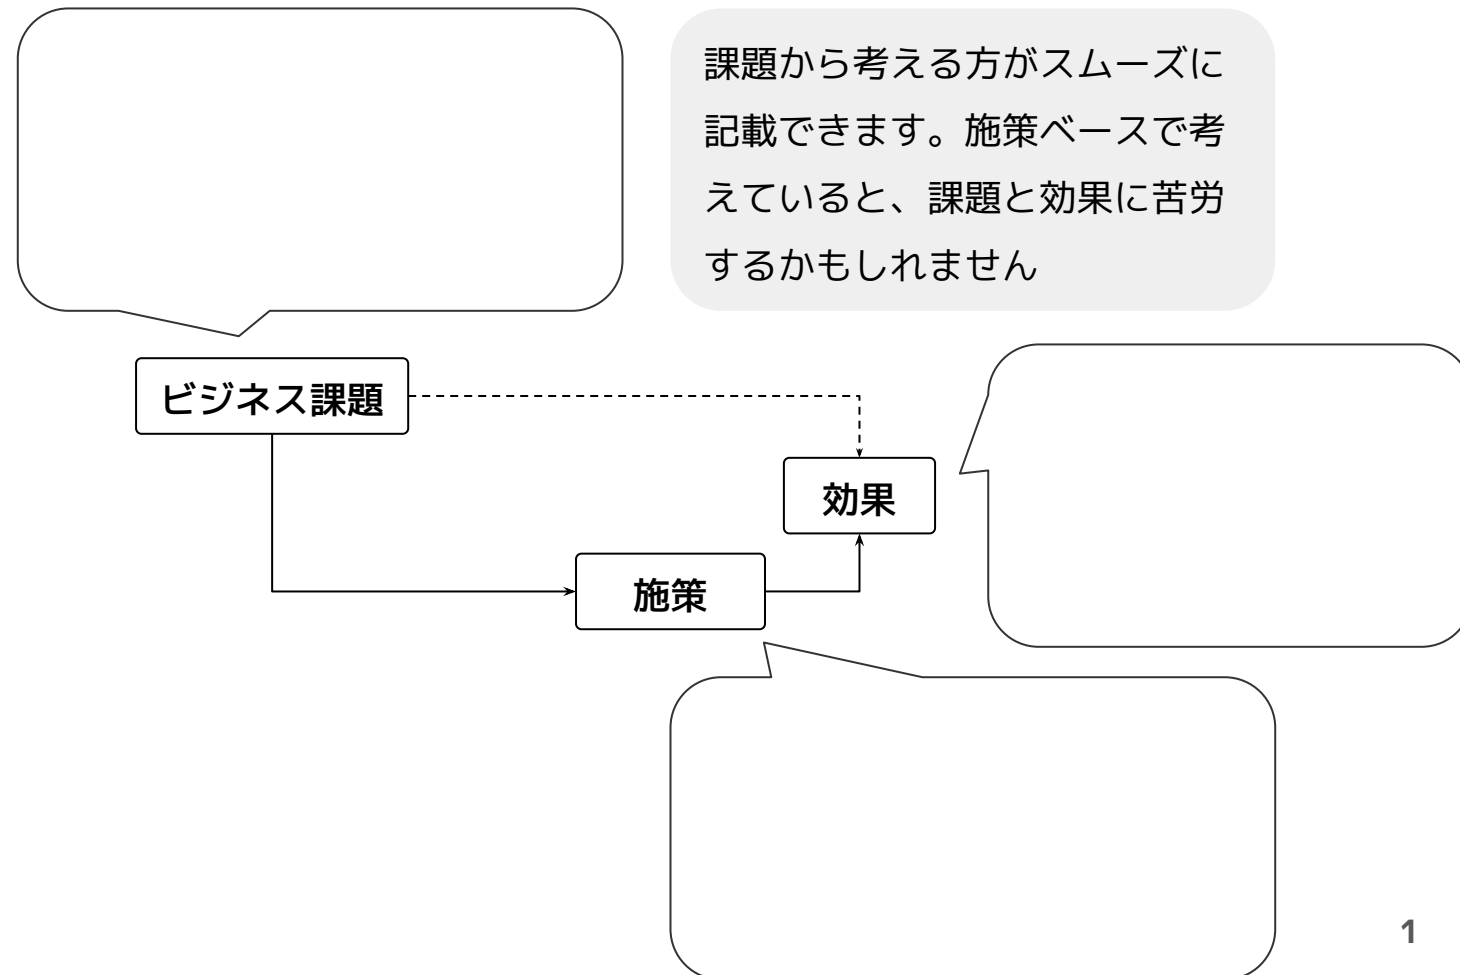 課題から考える方がスムーズに
記載できます。施策ベースで考
えていると、課題と効果に苦労
するかもしれません
ビジネス課題
効果
施策
1